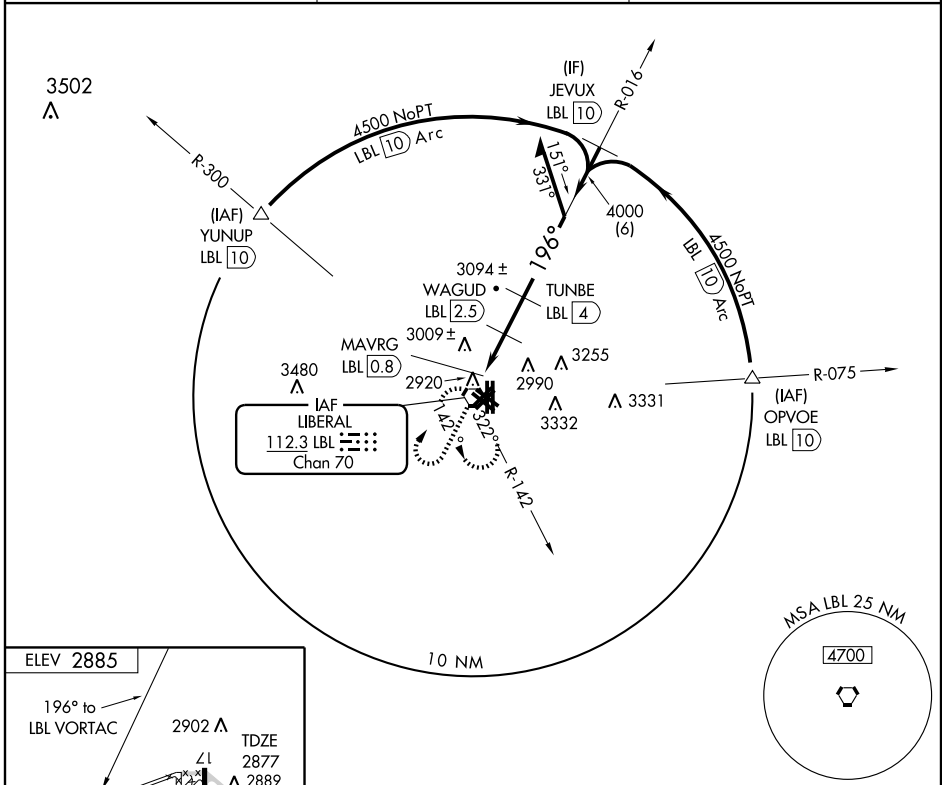 3502
(IF)
JEVUX
LBL 10
R-016
4500 NoPT
LBL 10 Arc
151°
331°
R-300
(IAF)
YUNUP
LBL 10
4000
(6)
196°
4500 NoPT
LBL 10 Arc
3094 ±
WAGUD
LBL 2.5
TUNBE
LBL 4
3009 ±
MAVRG
LBL 0.8
3255
3480
2920
2990
R-075
3332
3331
(IAF)
OPVOE
LBL 10
IAF
LIBERAL
112.3 LBL
Chan 70
142°
322°
R-142
MSA LBL 25 NM
4700
10 NM
ELEV 2885
196° to
LBL VORTAC
2902
TDZE
2877
17
2889